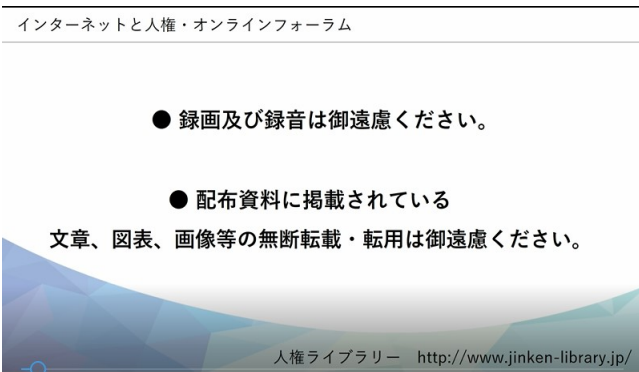 インターネットと人権・オンラインフォーラム
● 録画及び録音は御遠慮ください。
● 配布資料に掲載されている
文章、図表、画像等の無断転載・転用は御遠慮ください。
人権ライブラリー　http://www.jinken-library.jp/